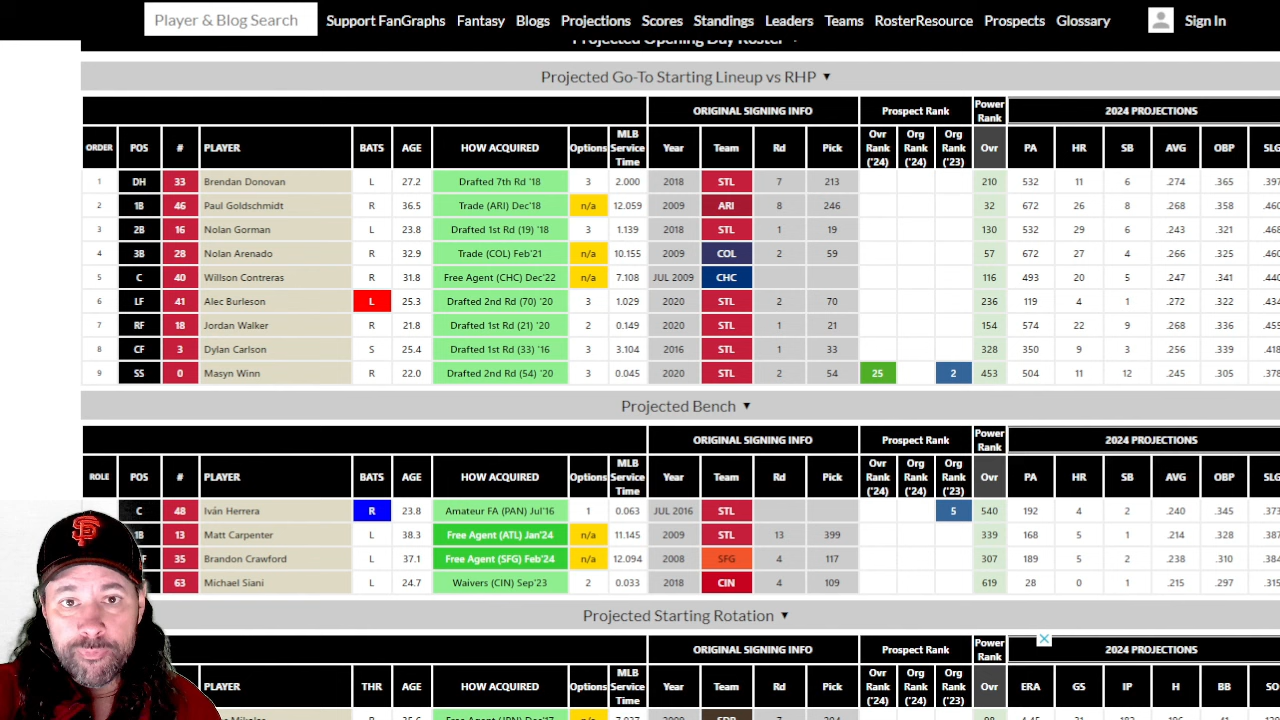 Player & Blog Search Support FanGraphs Fantasy Blogs Projections Scores Standings Leaders Teams RosterResource Prospects Glossary Sign In
Projected Opening Day Roster
Projected Go-To Starting Lineup vs RHP ▼
ORIGINAL SIGNING INFO Prospect Rank Power Rank 2024 PROJECTIONS
ORDER POS # PLAYER BATS AGE HOW ACQUIRED Options MLB Service Time Year Team Rd Pick Ovr Rank ('24) Org Rank ('24) Org Rank ('23) Ovr PA HR SB AVG OBP SLG
1 DH 33 Brendan Donovan L 27.2 Drafted 7th Rd '18 3 2.000 2018 STL 7 213 210 532 11 6 .274 .365 .397
2 1B 46 Paul Goldschmidt R 36.5 Trade (ARI) Dec'18 n/a 12.059 2009 ARI 8 246 32 672 26 8 .268 .358 .460
3 2B 16 Nolan Gorman L 23.8 Drafted 1st Rd (19) '18 3 1.139 2018 STL 1 19 130 532 29 6 .243 .321 .466
4 3B 28 Nolan Arenado R 32.9 Trade (COL) Feb'21 n/a 10.155 2009 COL 2 59 57 672 27 4 .266 .325 .460
5 C 40 Willson Contreras R 31.8 Free Agent (CHC) Dec'22 n/a 7.108 JUL 2009 CHC 116 493 20 5 .247 .341 .440
6 LF 41 Alec Burleson L 25.3 Drafted 2nd Rd (70) '20 3 1.029 2020 STL 2 70 236 119 4 1 .272 .322 .434
7 RF 18 Jordan Walker R 21.8 Drafted 1st Rd (21) '20 2 0.149 2020 STL 1 21 154 574 22 9 .268 .336 .455
8 CF 3 Dylan Carlson S 25.4 Drafted 1st Rd (33) '16 3 3.104 2016 STL 1 33 328 350 9 3 .256 .339 .418
9 SS 0 Masyn Winn R 22.0 Drafted 2nd Rd (54) '20 3 0.045 2020 STL 2 54 25 2 453 504 11 12 .245 .305 .378
Projected Bench ▼
ORIGINAL SIGNING INFO Prospect Rank Power Rank 2024 PROJECTIONS
ROLE POS # PLAYER BATS AGE HOW ACQUIRED Options MLB Service Time Year Team Rd Pick Ovr Rank ('24) Org Rank ('24) Org Rank ('23) Ovr PA HR SB AVG OBP SLG
C 48 Iván Herrera R 23.8 Amateur FA (PAN) Jul'16 1 0.063 JUL 2016 STL 5 540 192 4 2 .240 .345 .373
1B 13 Matt Carpenter L 38.3 Free Agent (ATL) Jan'24 n/a 11.145 2009 STL 13 399 339 168 5 1 .214 .328 .387
35 Brandon Crawford L 37.1 Free Agent (SFG) Feb'24 n/a 12.094 2008 SFG 4 117 307 189 5 2 .238 .310 .384
63 Michael Siani L 24.7 Waivers (CIN) Sep'23 2 0.033 2018 CIN 4 109 619 28 0 1 .215 .297 .315
Projected Starting Rotation ▼
ORIGINAL SIGNING INFO Prospect Rank Power Rank 2024 PROJECTIONS
PLAYER THR AGE HOW ACQUIRED Options MLB Service Time Year Team Rd Pick Ovr Rank ('24) Org Rank ('24) Org Rank ('23) Ovr ERA GS IP H BB SO